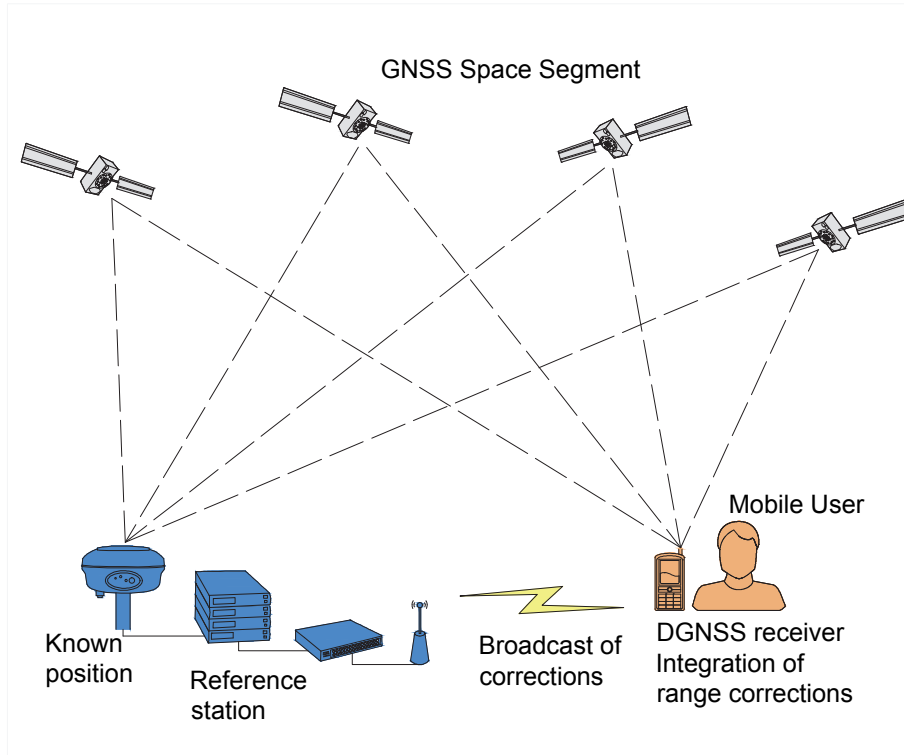 GNSS Space Segment
Mobile User
Known
position
Reference
station
Broadcast of
corrections
DGNSS receiver
Integration of
range corrections